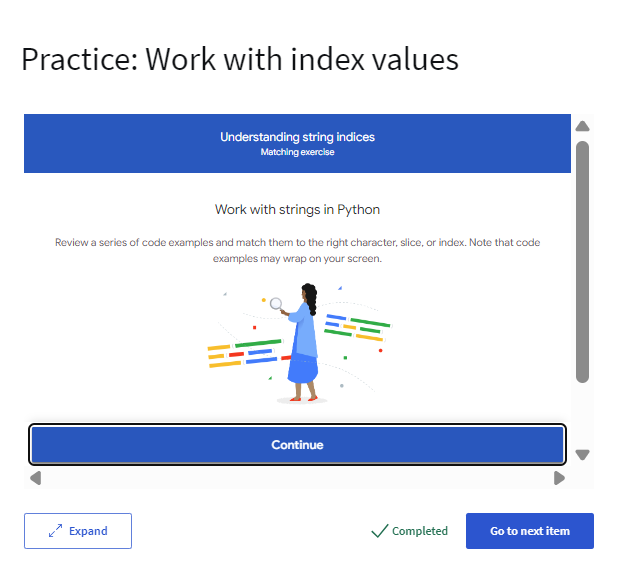 Practice: Work with index values
Understanding string indices
Matching exercise
Work with strings in Python
Review a series of code examples and match them to the right character, slice, or index. Note that code
examples may wrap on your screen.
Continue
Expand
Completed
Go to next item